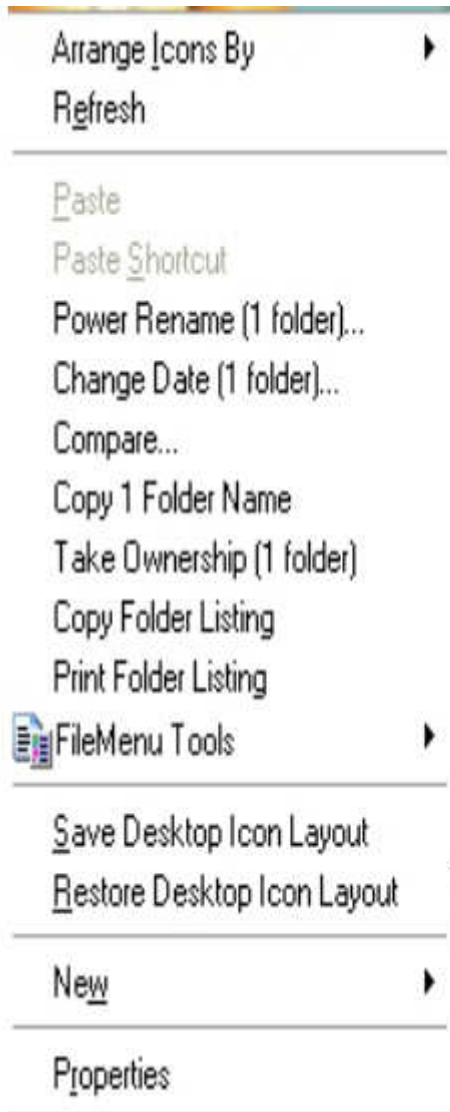 Arrange Icons By
Refresh
Paste
Paste Shortcut
Power Rename (1 folder)...
Change Date (1 folder)...
Compare...
Copy 1 Folder Name
Take Ownership (1 folder)
Copy Folder Listing
Print Folder Listing
FileMenu Tools
Save Desktop Icon Layout
Restore Desktop Icon Layout
New
Properties